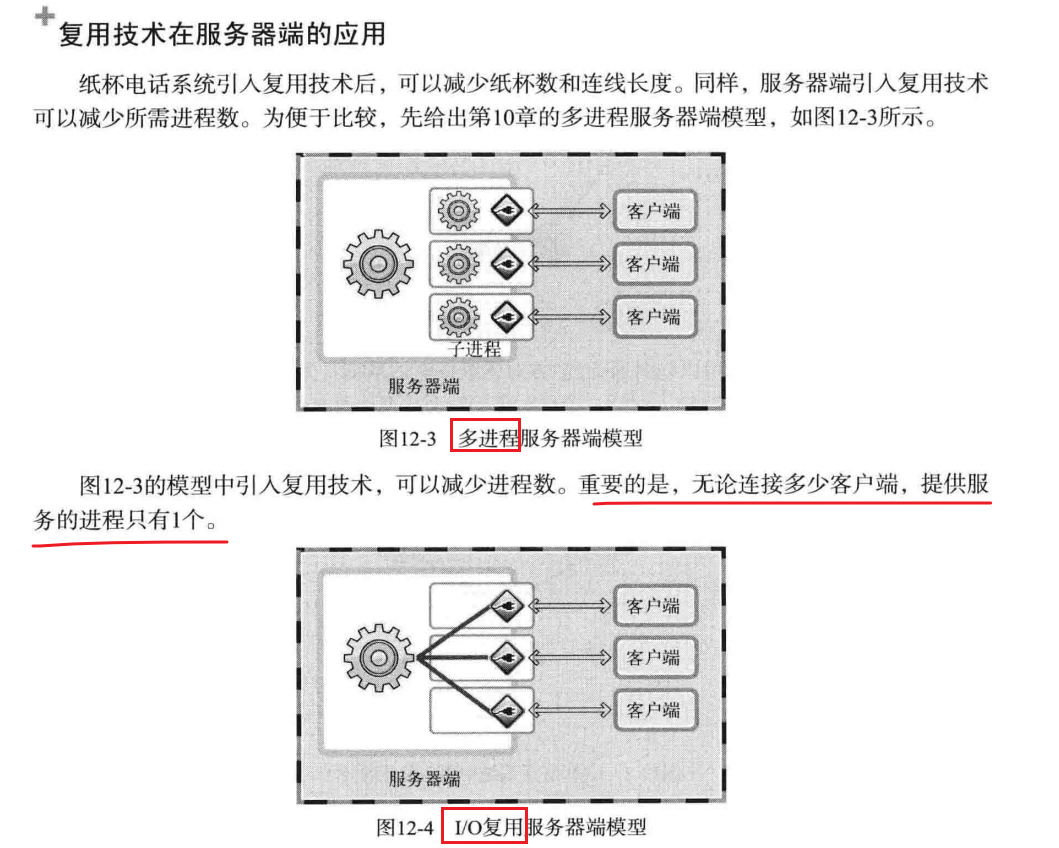 复用技术在服务器端的应用
纸杯电话系统引入复用技术后，可以减少纸杯数和连线长度。同样，服务器端引入复用技术
可以减少所需进程数。为便于比较，先给出第10章的多进程服务器端模型，如图12-3所示。
客户端
客户端
客户端
子进程
服务器端
图12-3 多进程服务器端模型
图12-3的模型中引入复用技术，可以减少进程数。重要的是，无论连接多少客户端，提供服
务的进程只有1个。
客户端
客户端
客户端
服务器端
图12-4 I/O复用服务器端模型